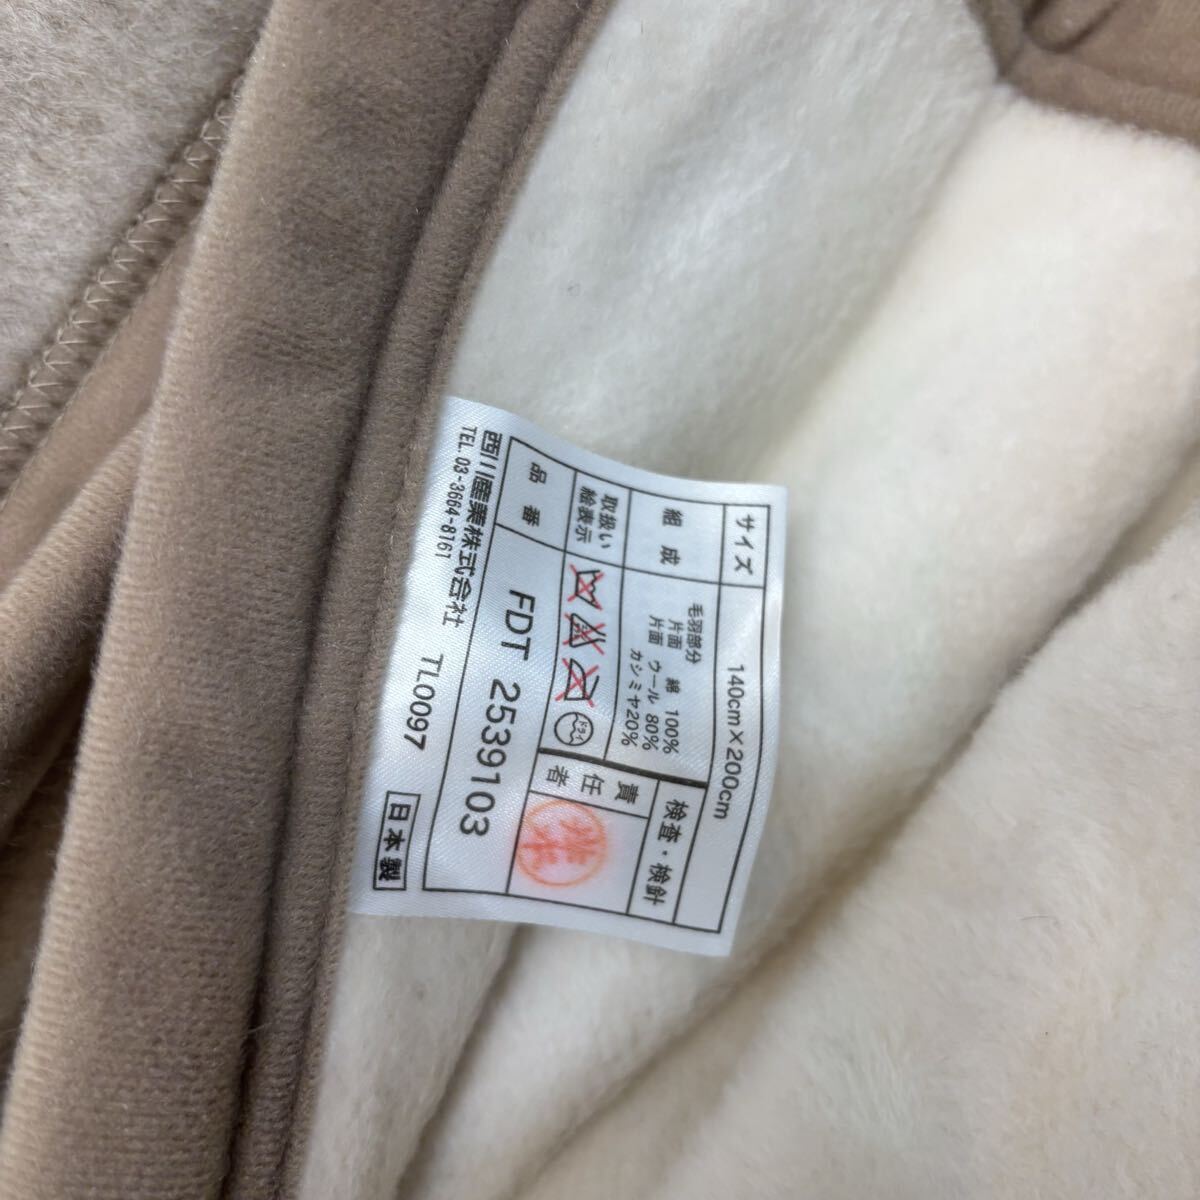 サイズ 140cm×200cm
組成 毛羽部分
片面 綿 100%
片面 ウール 80%
カシミヤ20%
検査・検針
取扱い
絵表示
ドライ
責任者
品番 FDT 2539103
西川産業株式会社 TL0097
TEL.03-3664-8161
日本製